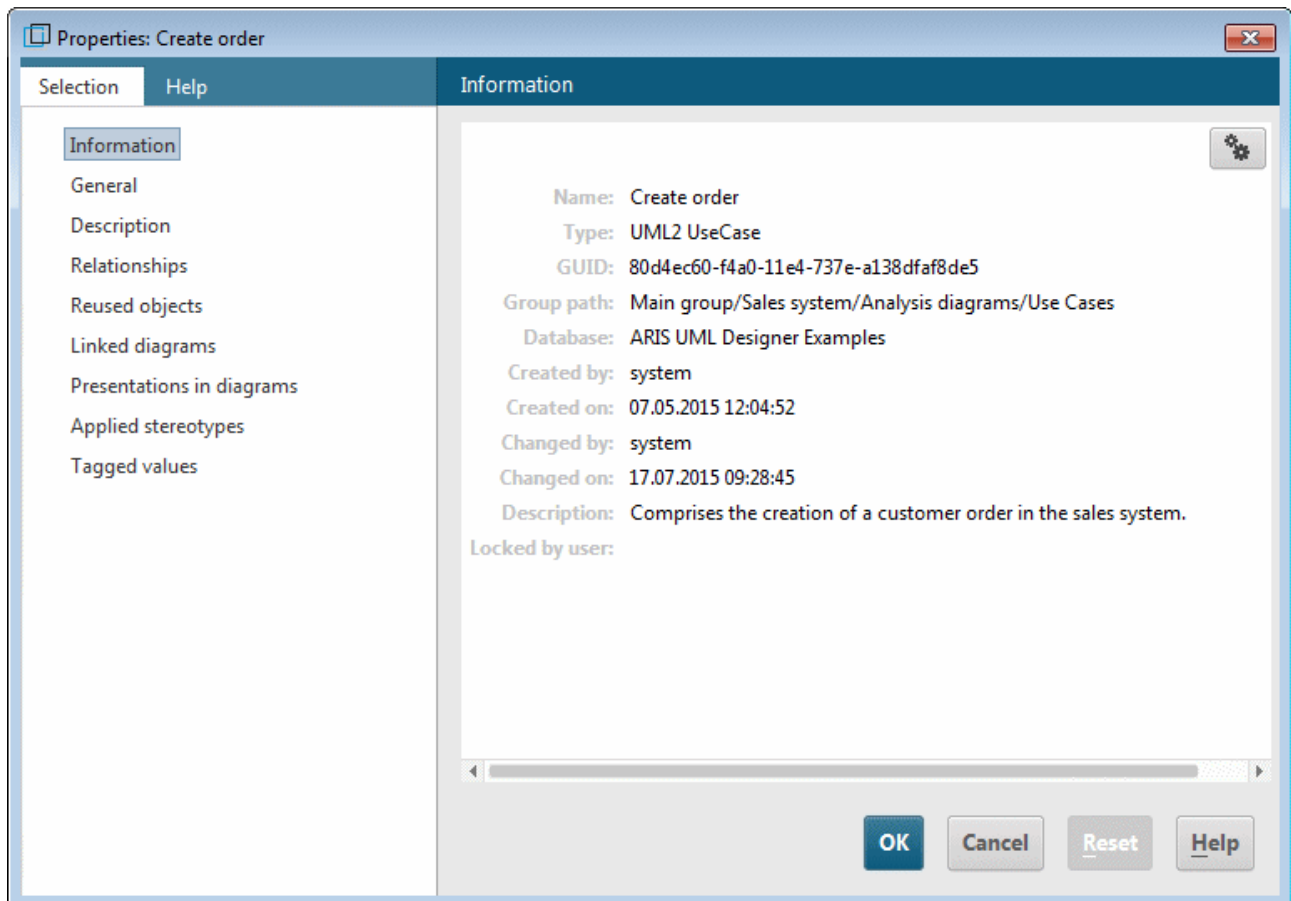 Properties: Create order
Selection Help
Information
Information
General
Description
Relationships
Reused objects
Linked diagrams
Presentations in diagrams
Applied stereotypes
Tagged values
Name: Create order
Type: UML2 UseCase
GUID: 80d4ec60-f4a0-11e4-737e-a138dfaf8de5
Group path: Main group/Sales system/Analysis diagrams/Use Cases
Database: ARIS UML Designer Examples
Created by: system
Created on: 07.05.2015 12:04:52
Changed by: system
Changed on: 17.07.2015 09:28:45
Description: Comprises the creation of a customer order in the sales system.
Locked by user:
OK Cancel Reset Help